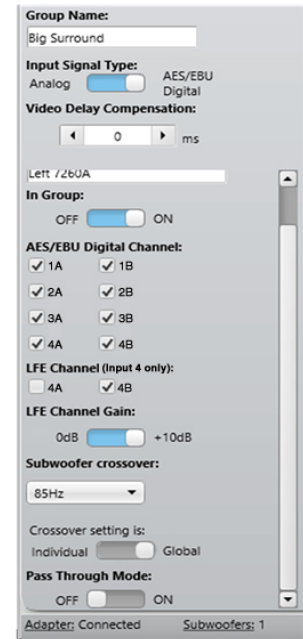 Group Name:
Big Surround
Input Signal Type:
Analog AES/EBU Digital
Video Delay Compensation:
0 ms
Left 7260A
In Group:
OFF ON
AES/EBU Digital Channel:
1A 1B
2A 2B
3A 3B
4A 4B
LFE Channel (Input 4 only):
4A 4B
LFE Channel Gain:
0dB +10dB
Subwoofer crossover:
85Hz
Crossover setting is:
Individual Global
Pass Through Mode:
OFF ON
Adapter: Connected Subwoofers: 1